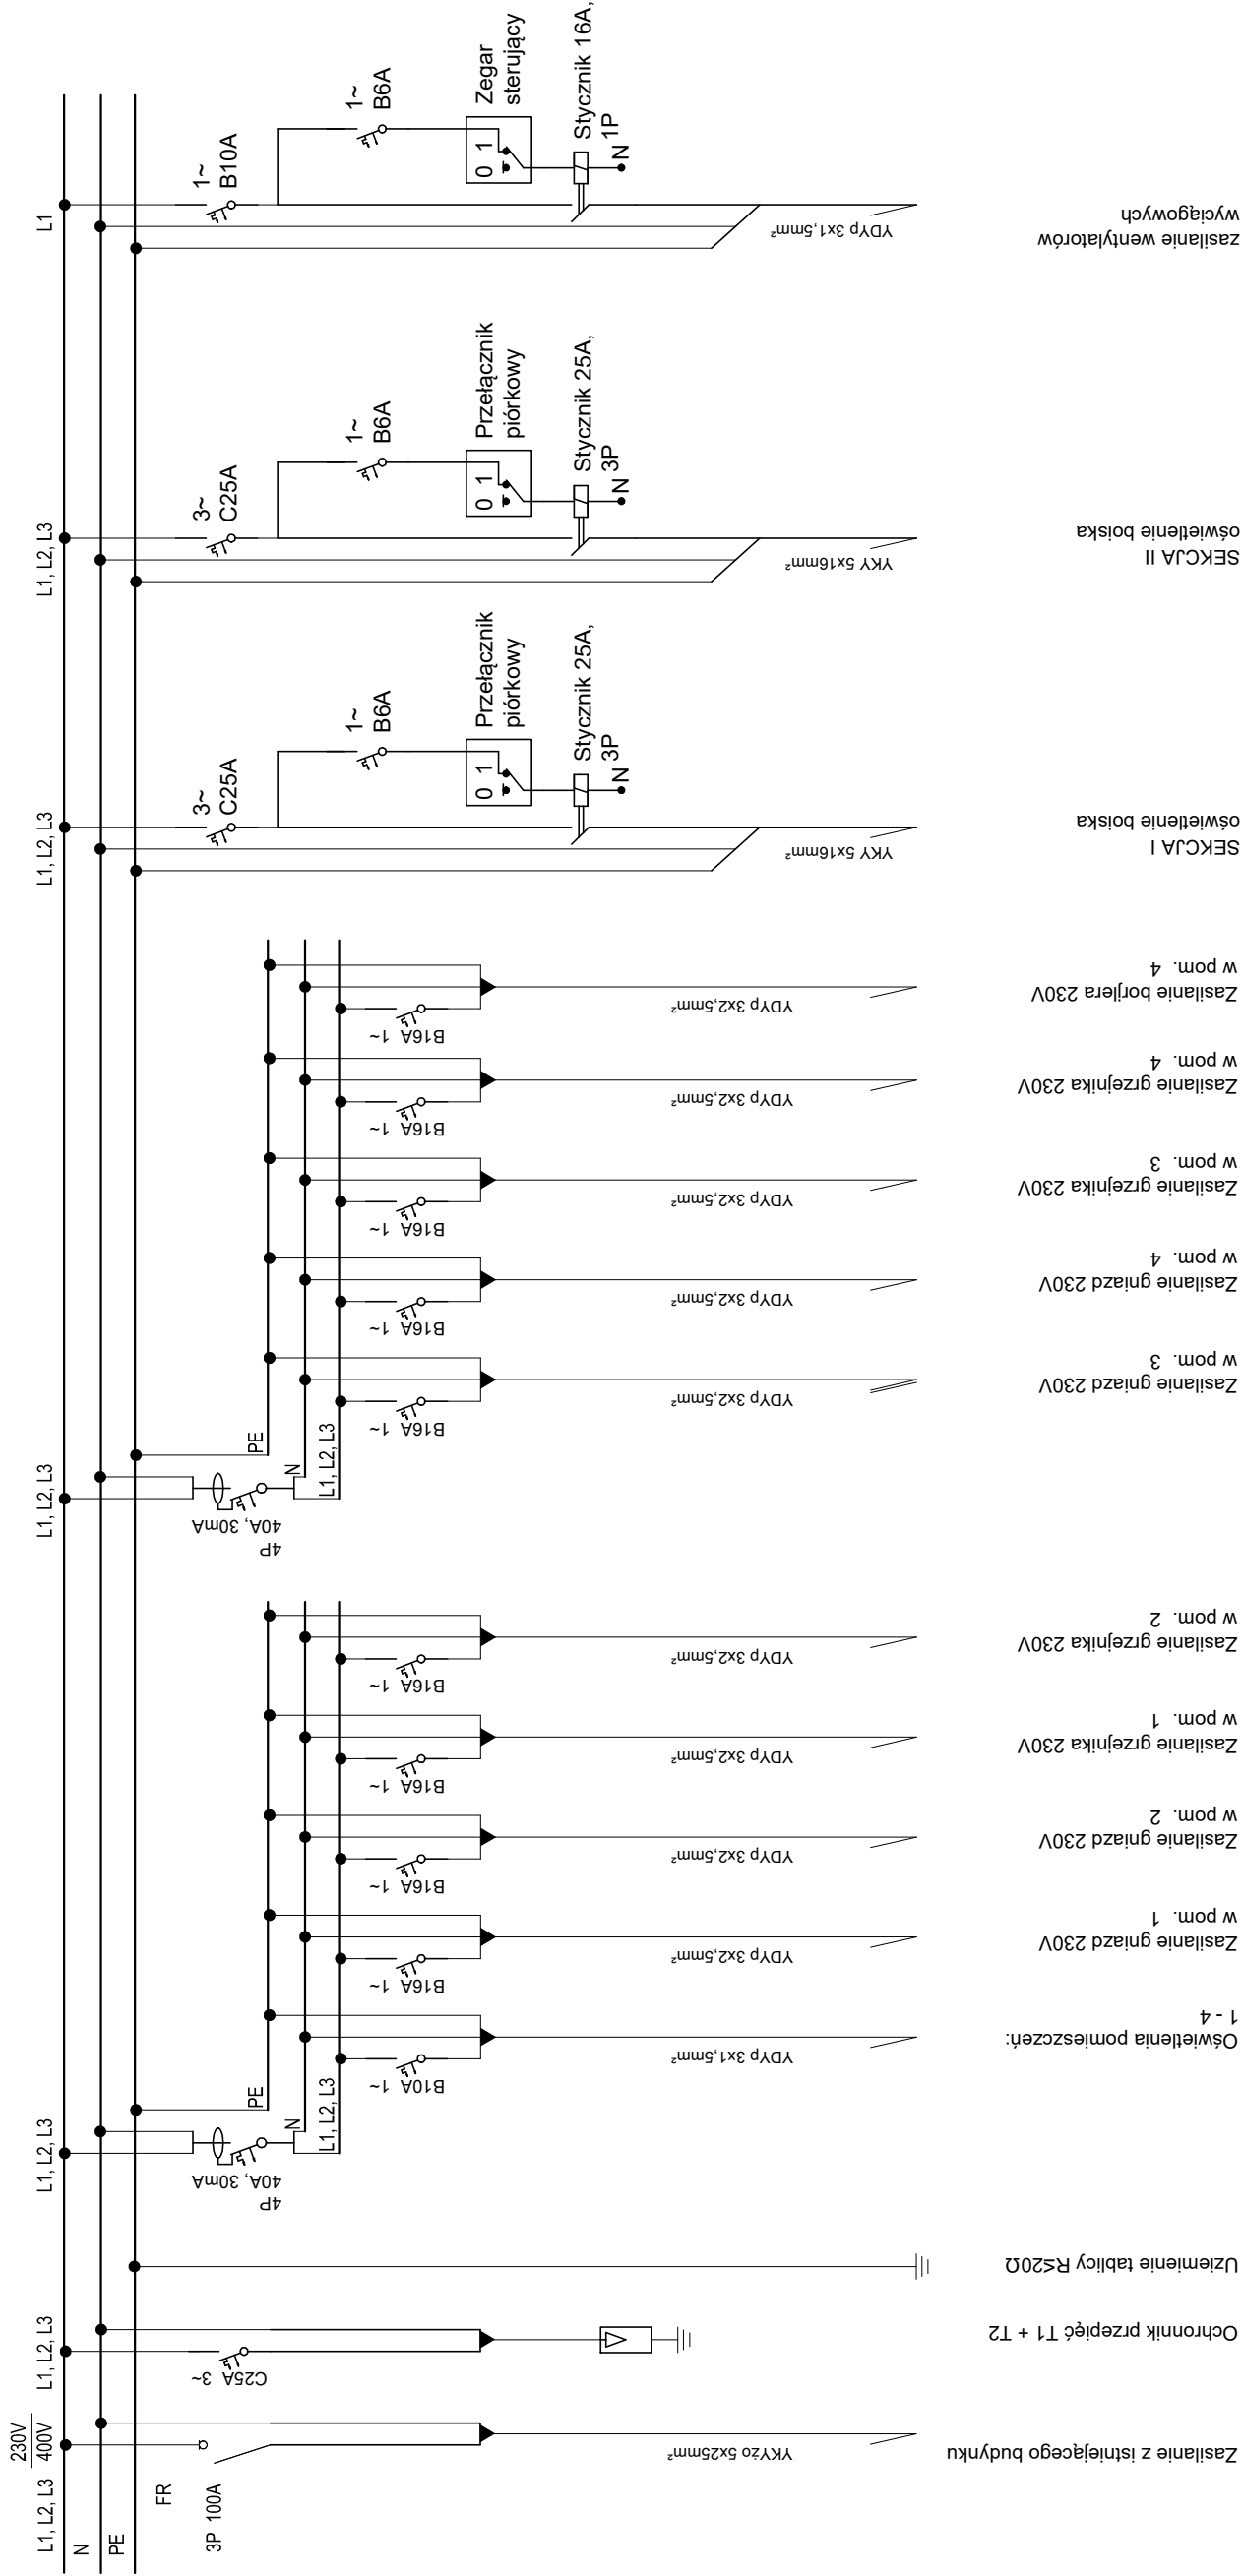 L1, L2, L3
N
PE
230V
400V
FR
3P 100A
YKYżo 5x25mm²
Zasilanie z istniejącego budynku
L1, L2, L3
C25A 3~
Ochronnik przepięć T1 + T2
Uziemienie tablicy R≤20Ω
L1, L2, L3
4P
40A, 30mA
PE
N
L1, L2, L3
B10A 1~
YDYp 3x1,5mm²
Oświetlenia pomieszczeń:
1 - 4
B16A 1~
YDYp 3x2,5mm²
Zasilanie gniazd 230V
w pom. 1
B16A 1~
YDYp 3x2,5mm²
Zasilanie gniazd 230V
w pom. 2
B16A 1~
YDYp 3x2,5mm²
Zasilanie grzejnika 230V
w pom. 1
B16A 1~
YDYp 3x2,5mm²
Zasilanie grzejnika 230V
w pom. 2
L1, L2, L3
4P
40A, 30mA
PE
N
L1, L2, L3
B16A 1~
YDYp 3x2,5mm²
Zasilanie gniazd 230V
w pom. 3
B16A 1~
YDYp 3x2,5mm²
Zasilanie gniazd 230V
w pom. 4
B16A 1~
YDYp 3x2,5mm²
Zasilanie grzejnika 230V
w pom. 3
B16A 1~
YDYp 3x2,5mm²
Zasilanie grzejnika 230V
w pom. 4
B16A 1~
YDYp 3x2,5mm²
Zasilanie borjlera 230V
w pom. 4
L1, L2, L3
3~
C25A
1~
B6A
Przełącznik
piórkowy
0 1
Stycznik 25A,
3P
N
YKY 5x16mm²
SEKCJA I
oświetlenie boiska
L1, L2, L3
3~
C25A
1~
B6A
Przełącznik
piórkowy
0 1
Stycznik 25A,
3P
N
YKY 5x16mm²
SEKCJA II
oświetlenie boiska
L1
1~
B10A
1~
B6A
Zegar
sterujący
0 1
Stycznik 16A,
1P
N
YDYp 3x1,5mm²
zasilanie wentylatorów
wyciągowych